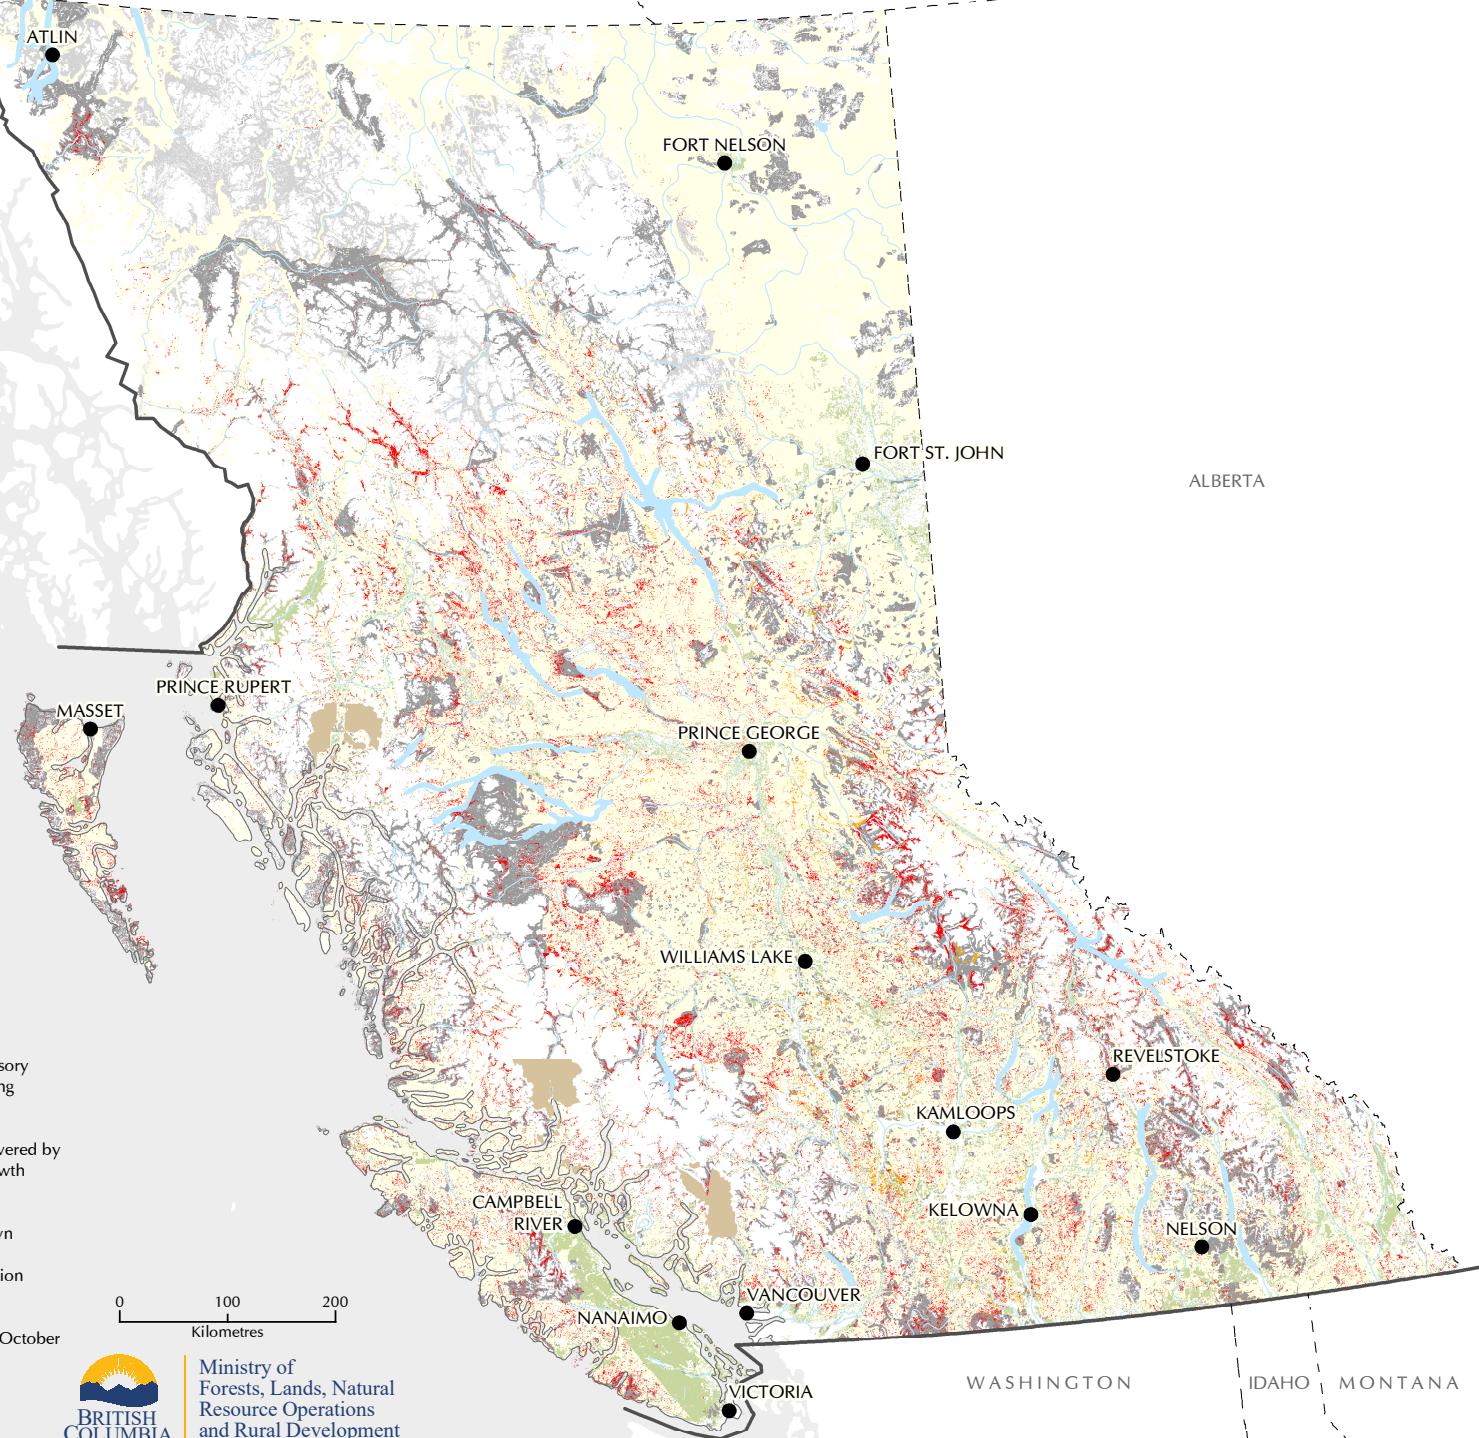 ATLIN
FORT NELSON
FORT ST. JOHN
ALBERTA
PRINCE RUPERT
MASSET
PRINCE GEORGE
WILLIAMS LAKE
REVELSTOKE
KAMLOOPS
CAMPBELL
RIVER
KELOWNA
NELSON
VANCOUVER
NANAIMO
VICTORIA
WASHINGTON
IDAHO
MONTANA
0 100 200
Kilometres
October
Ministry of
Forests, Lands, Natural
Resource Operations
and Rural Development
BRITISH
COLUMBIA